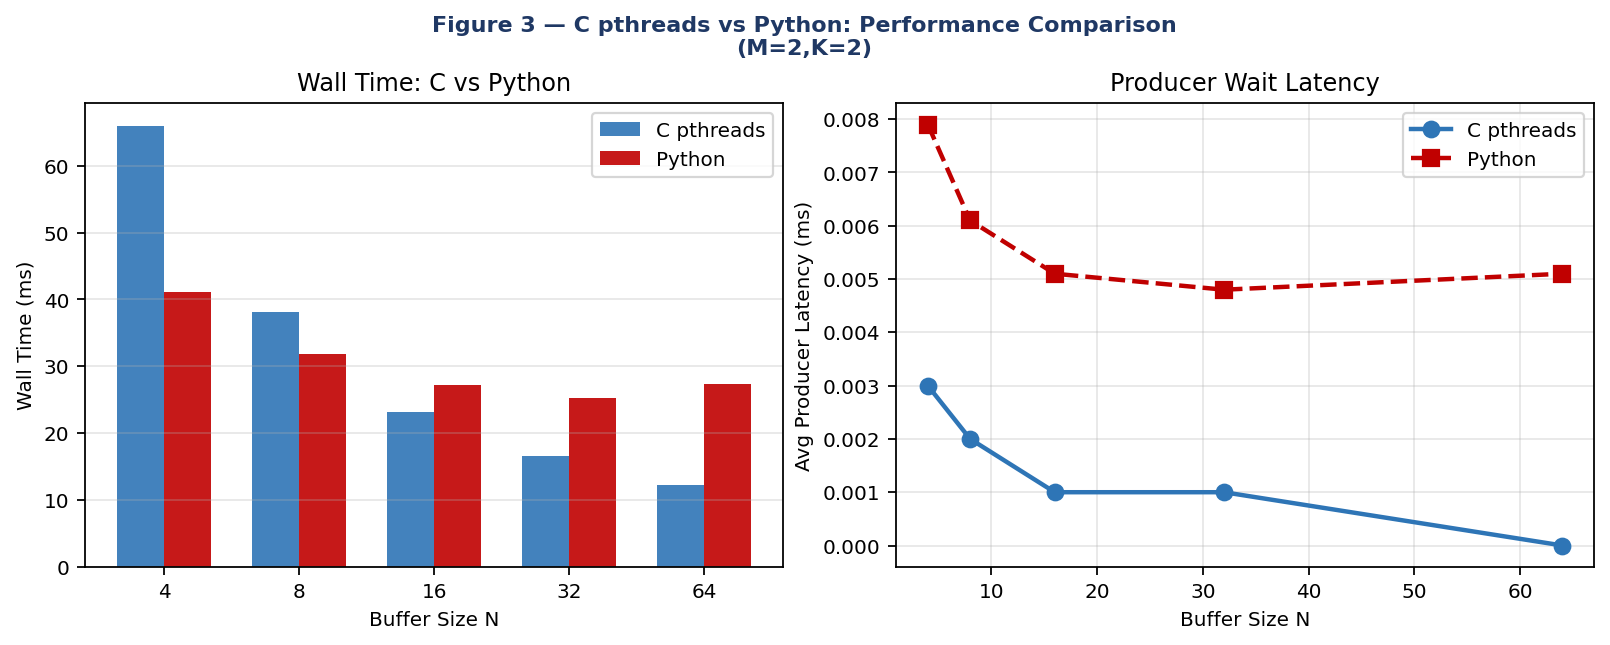 Figure 3 — C pthreads vs Python: Performance Comparison
(M=2,K=2)
Wall Time: C vs Python
C pthreads
Python
Wall Time (ms)
60
50
40
30
20
10
0
4 8 16 32 64
Buffer Size N
Producer Wait Latency
C pthreads
Python
Avg Producer Latency (ms)
0.008
0.007
0.006
0.005
0.004
0.003
0.002
0.001
0.000
10 20 30 40 50 60
Buffer Size N